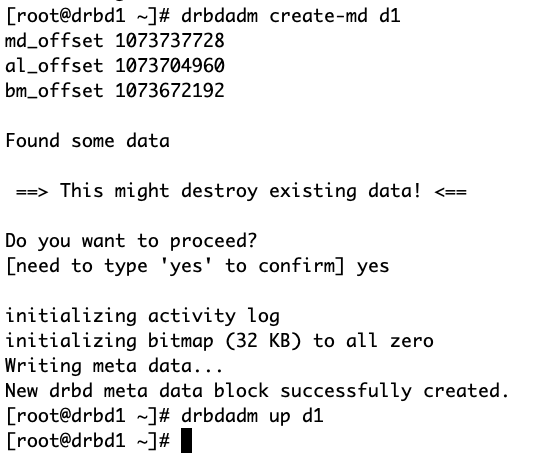 [root@drbd1 ~]# drbdadm create-md d1
md_offset 1073737728
al_offset 1073704960
bm_offset 1073672192
Found some data
==> This might destroy existing data! <==
Do you want to proceed?
[need to type 'yes' to confirm] yes
initializing activity log
initializing bitmap (32 KB) to all zero
Writing meta data...
New drbd meta data block successfully created.
[root@drbd1 ~]# drbdadm up d1
[root@drbd1 ~]#